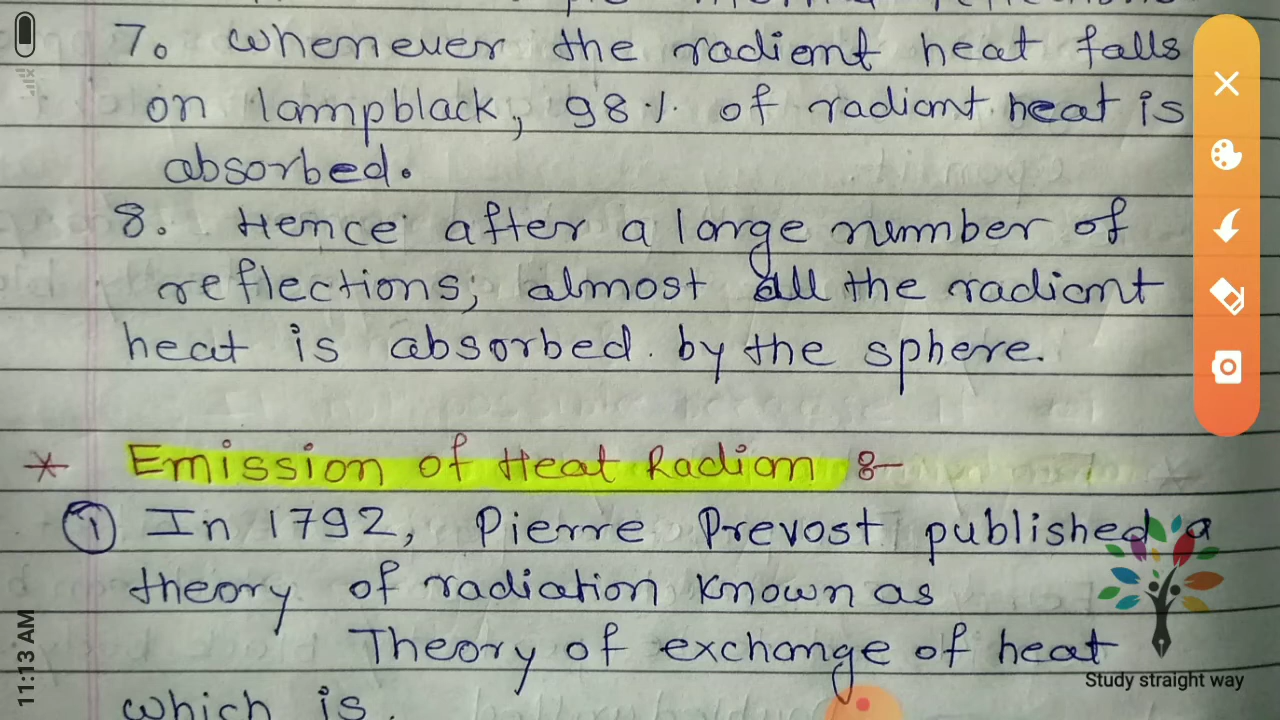 7. Whenever the radiant heat falls
on lampblack, 98% of radiant heat is
absorbed.
8. Hence after a large number of
reflections; almost all the radiant
heat is absorbed by the sphere.
* Emission of Heat Radian :-
① In 1792, Pierre Prevost published a
theory of radiation known as
Theory of exchange of heat
which is
Study straight way
11:13 AM